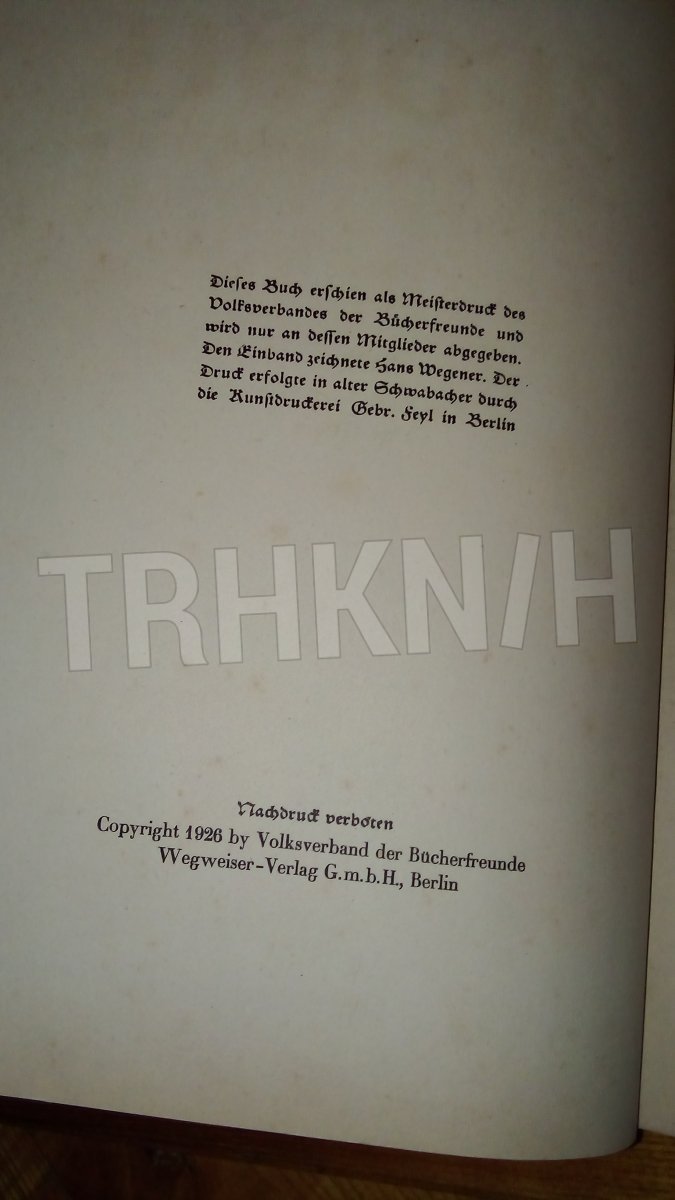 Dieses Buch erschien als Meisterdruck des
Volksverbandes der Bücherfreunde und
wird nur an dessen Mitglieder abgegeben.
Den Einband zeichnete Hans Wegener. Der
Druck erfolgte in alter Schwabacher durch
die Kunstdruckerei Gebr. Feyl in Berlin
TRHKN/H
Nachdruck verboten
Copyright 1926 by Volksverband der Bücherfreunde
Wegweiser-Verlag G.m.b.H., Berlin